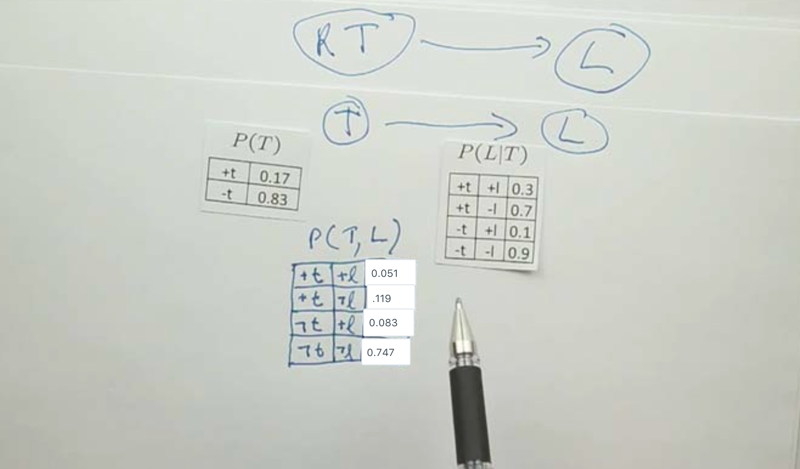 R T L
T L
P(T)
+t 0.17
-t 0.83
P(L|T)
+t +l 0.3
+t -l 0.7
-t +l 0.1
-t -l 0.9
P(T, L)
+t +l 0.051
+t ¬l .119
¬t +l 0.083
¬t ¬l 0.747